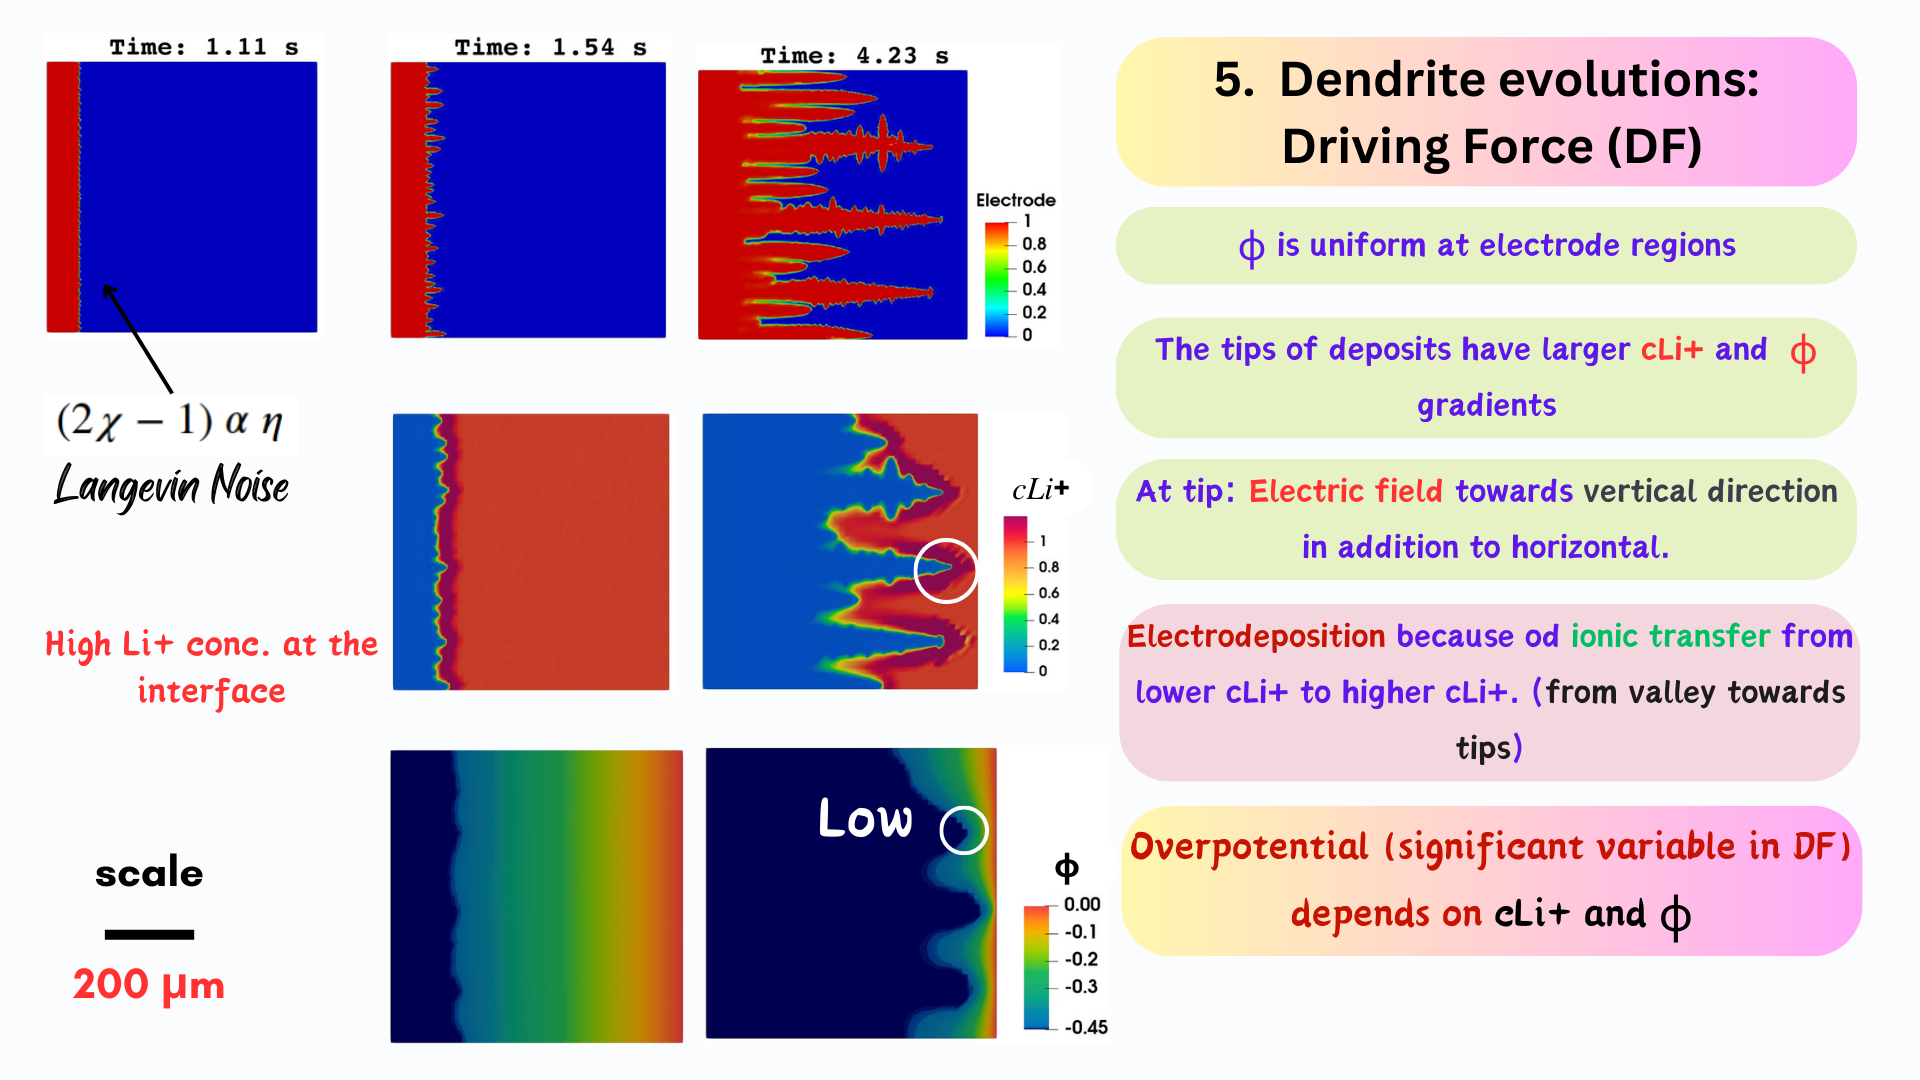 Time: 1.11 s
Time: 1.54 s
Time: 4.23 s
Electrode
1
0.8
0.6
0.4
0.2
0
(2χ − 1) α η
Langevin Noise
cLi+
1
0.8
0.6
0.4
0.2
0
High Li+ conc. at the
interface
Low
ϕ
0.00
-0.1
-0.2
-0.3
-0.45
scale
200 μm
5. Dendrite evolutions:
Driving Force (DF)
ϕ is uniform at electrode regions
The tips of deposits have larger cLi+ and ϕ
gradients
At tip: Electric field towards vertical direction
in addition to horizontal.
Electrodeposition because od ionic transfer from
lower cLi+ to higher cLi+. (from valley towards
tips)
Overpotential (significant variable in DF)
depends on cLi+ and ϕ